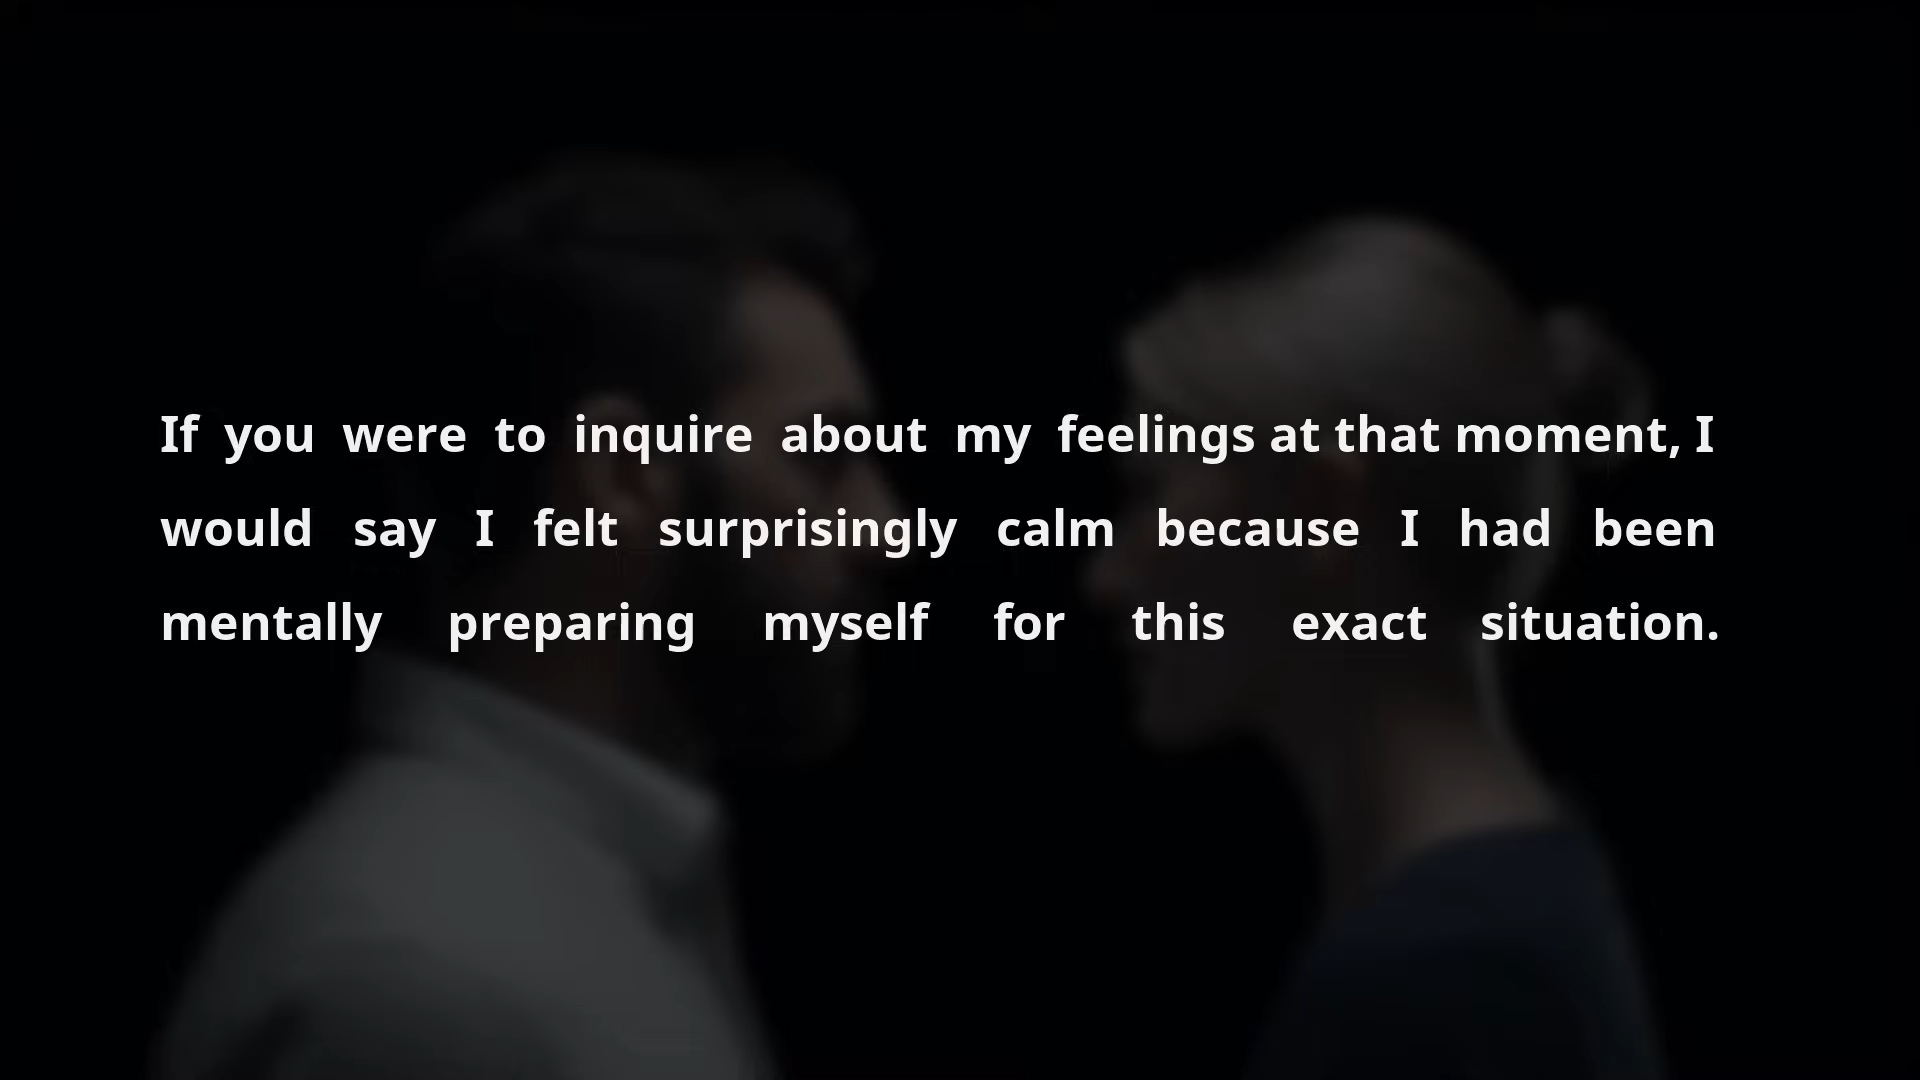 If you were to inquire about my feelings at that moment, I
would say I felt surprisingly calm because I had been
mentally preparing myself for this exact situation.